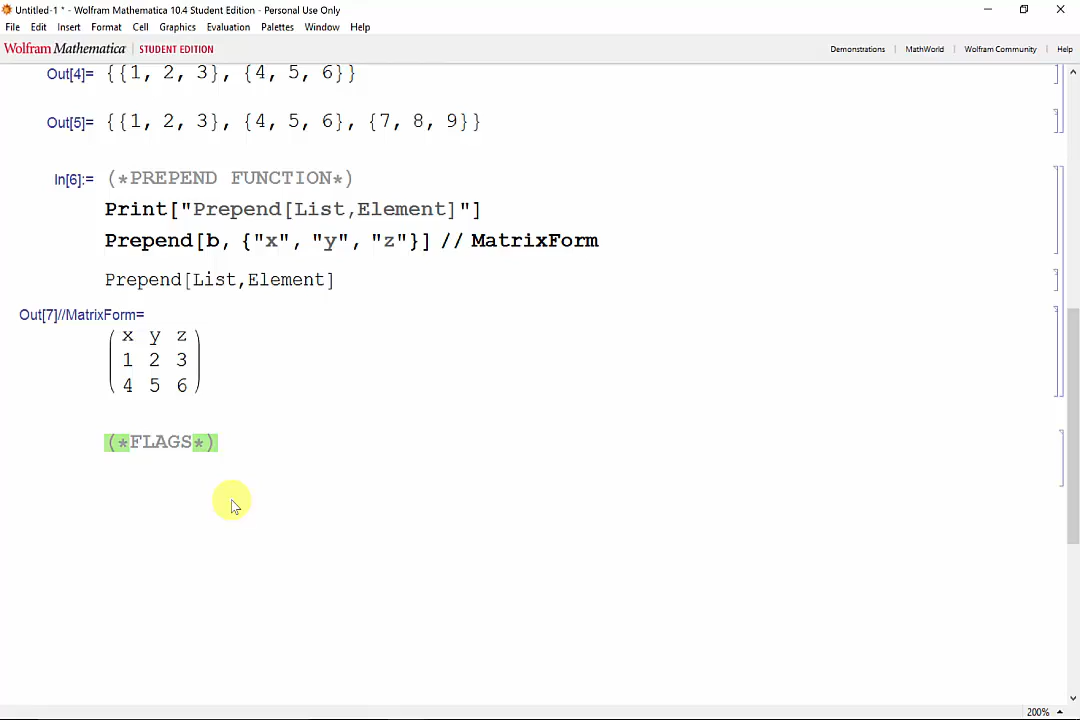 Untitled-1 * - Wolfram Mathematica 10.4 Student Edition - Personal Use Only
File Edit Insert Format Cell Graphics Evaluation Palettes Window Help
Wolfram Mathematica | STUDENT EDITION Demonstrations | MathWorld | Wolfram Community | Help
Out[4]= {{1, 2, 3}, {4, 5, 6}}
Out[5]= {{1, 2, 3}, {4, 5, 6}, {7, 8, 9}}
In[6]:= (*PREPEND FUNCTION*)
Print["Prepend[List,Element]"]
Prepend[b, {"x", "y", "z"}] // MatrixForm
Prepend[List,Element]
Out[7]//MatrixForm=
x y z
1 2 3
4 5 6
(*FLAGS*)
200%